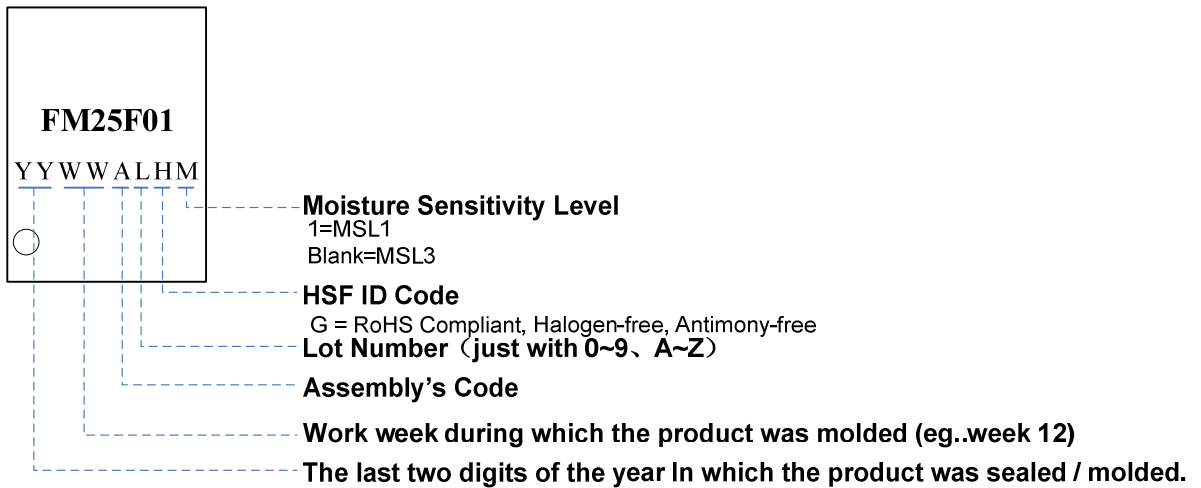 FM25F01
YYWWALHM
Moisture Sensitivity Level
1=MSL1
Blank=MSL3
HSF ID Code
G = RoHS Compliant, Halogen-free, Antimony-free
Lot Number（just with 0~9、A~Z）
Assembly's Code
Work week during which the product was molded (eg..week 12)
The last two digits of the year In which the product was sealed / molded.